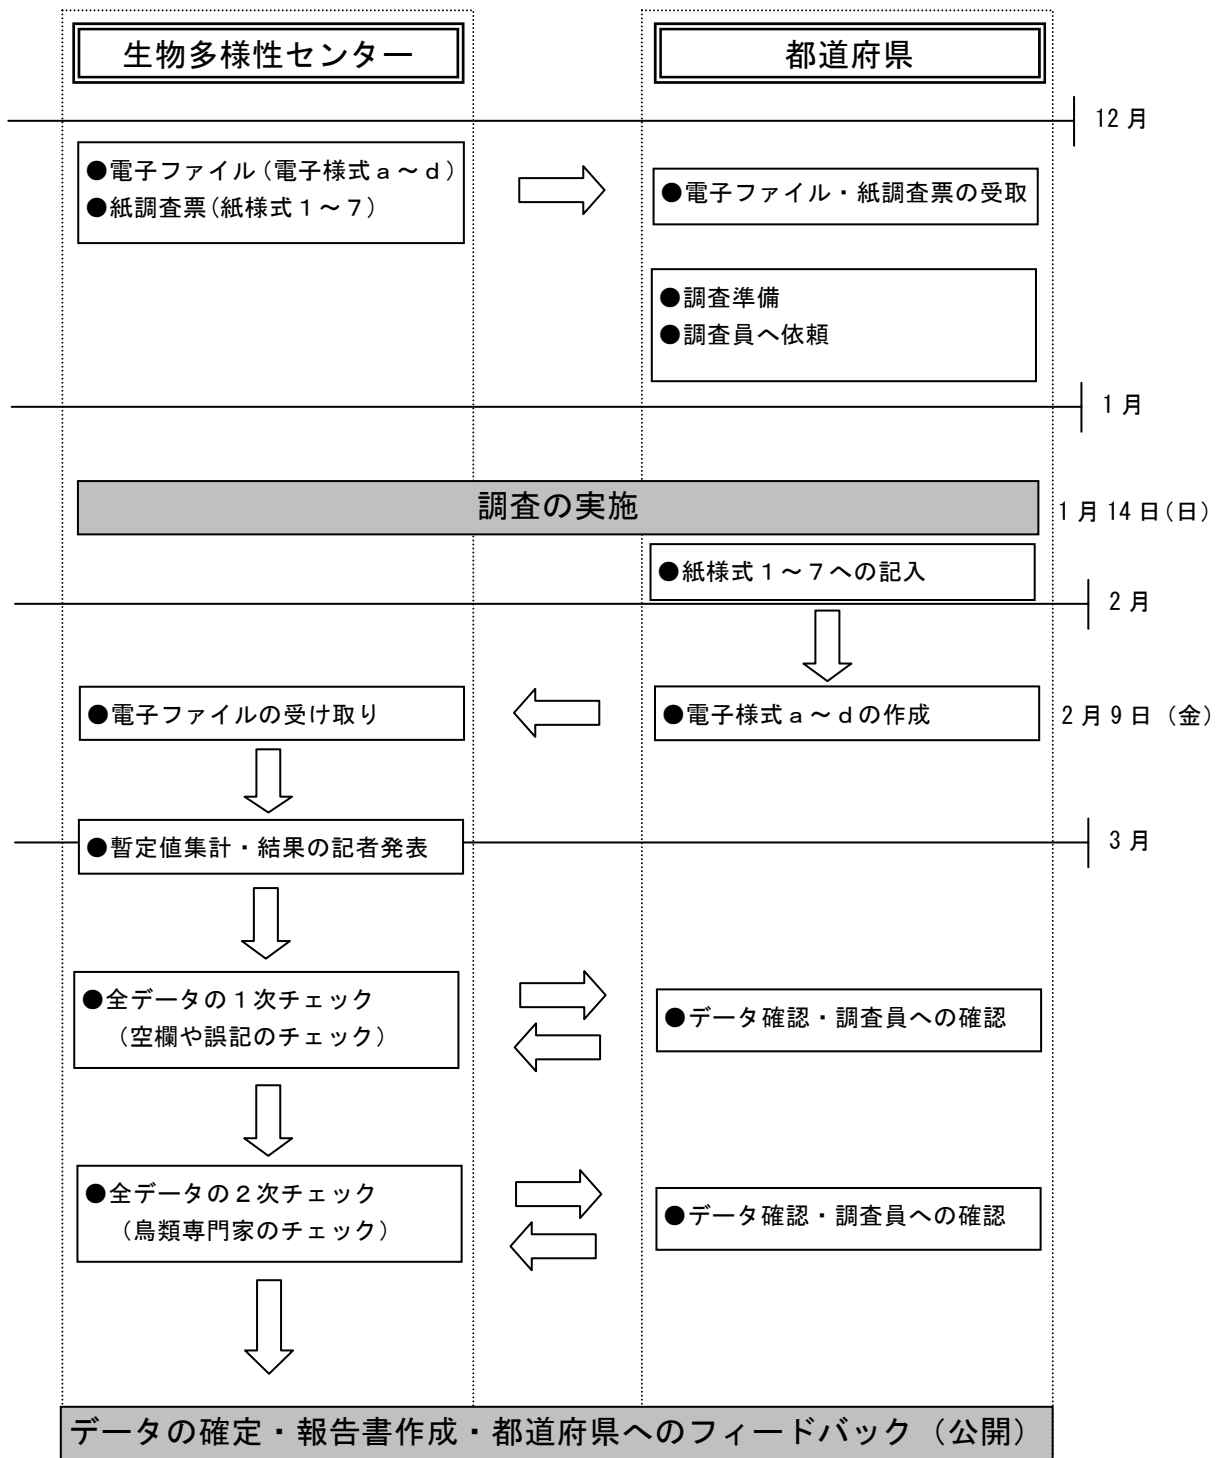 生物多様性センター
都道府県
12月
●電子ファイル(電子様式a~d)
●紙調査票(紙様式1~7)
●電子ファイル・紙調査票の受取
●調査準備
●調査員へ依頼
1月
調査の実施
1月14日(日)
●紙様式1~7への記入
2月
●電子ファイルの受け取り
●電子様式a~dの作成
2月9日(金)
●暫定値集計・結果の記者発表
3月
●全データの1次チェック
(空欄や誤記のチェック)
●データ確認・調査員への確認
●全データの2次チェック
(鳥類専門家のチェック)
●データ確認・調査員への確認
データの確定・報告書作成・都道府県へのフィードバック(公開)